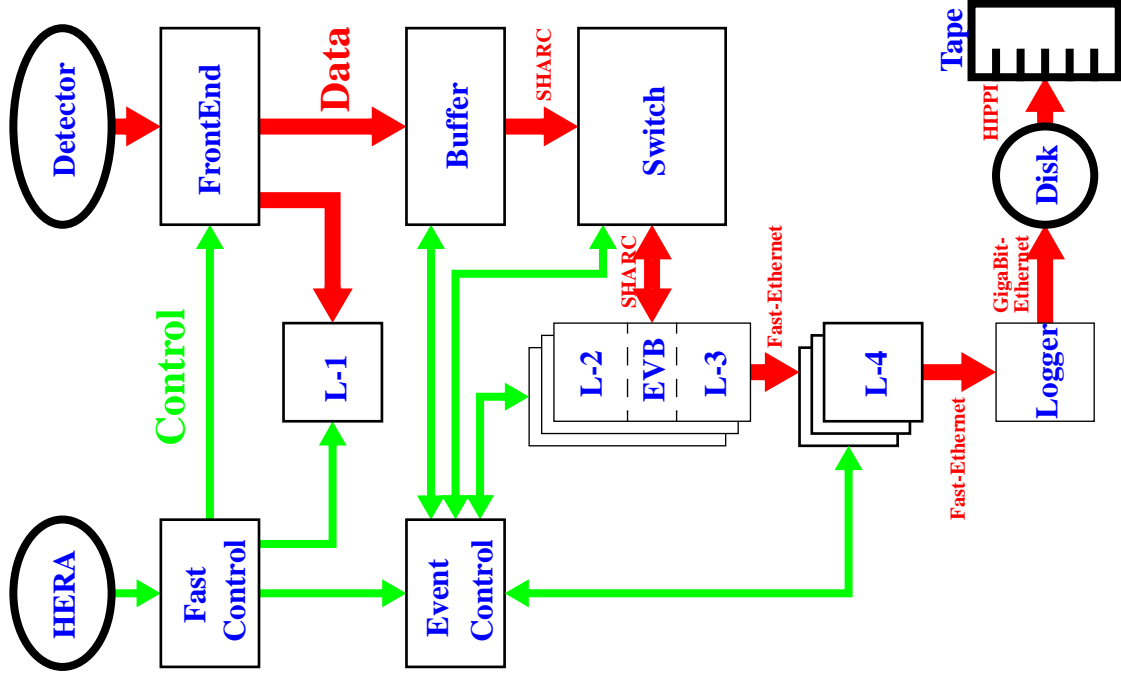 Detector
FrontEnd
Data
Buffer
SHARC
Switch
HERA
Fast
Control
Control
L-1
Event
Control
L-2
EVB
L-3
SHARC
Fast-Ethernet
L-4
Fast-Ethernet
Logger
GigaBit-
Ethernet
Disk
HIPPI
Tape